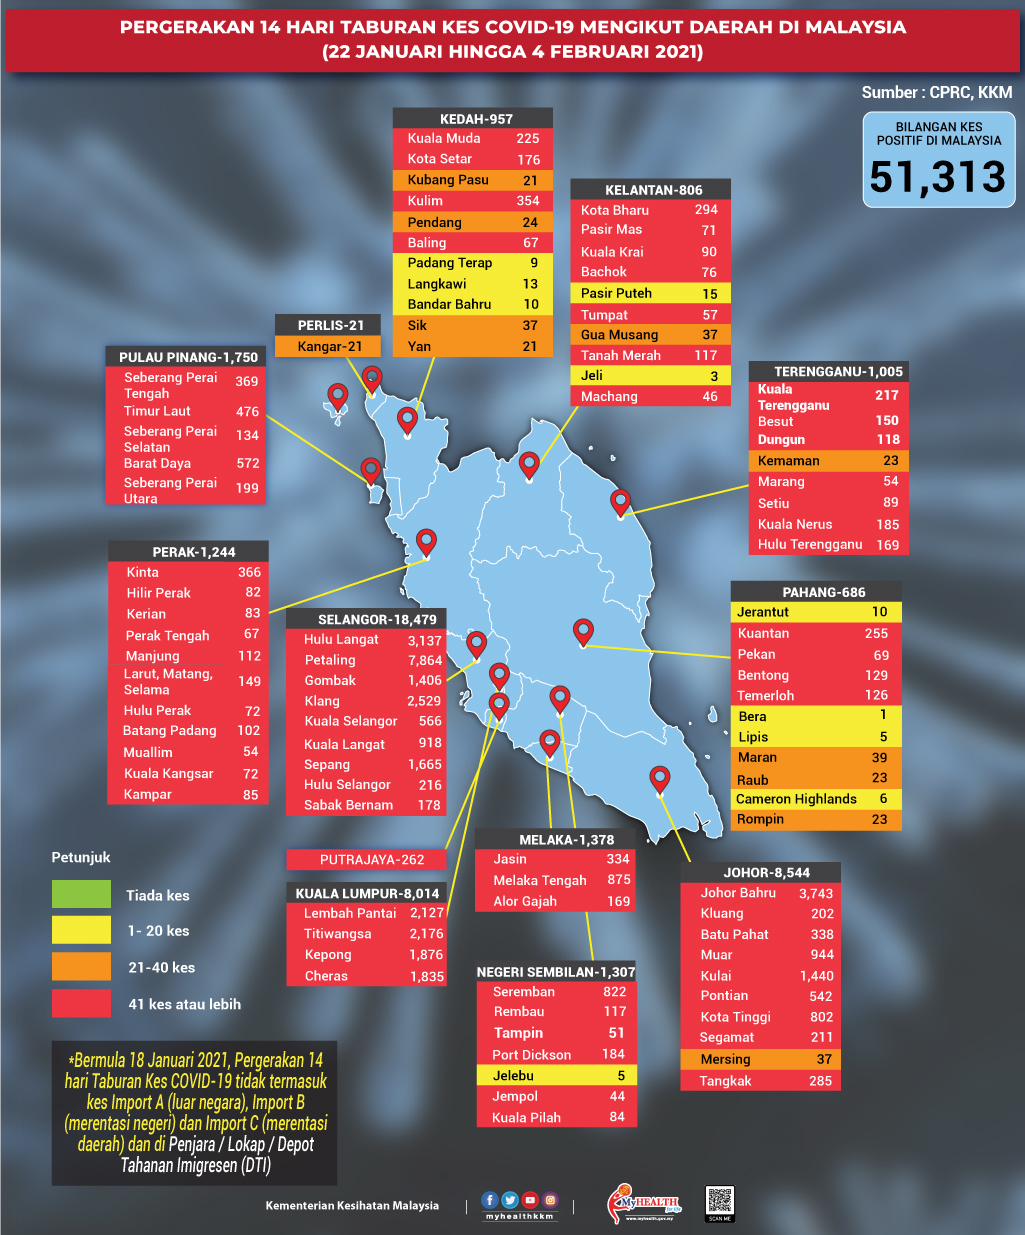 PERGERAKAN 14 HARI TABURAN KES COVID-19 MENGIKUT DAERAH DI MALAYSIA
(22 JANUARI HINGGA 4 FEBRUARI 2021)
Sumber : CPRC, KKM
BILANGAN KES
POSITIF DI MALAYSIA
51,313
KEDAH-957
Kuala Muda 225
Kota Setar 176
Kubang Pasu 21
Kulim 354
Pendang 24
Baling 67
Padang Terap 9
Langkawi 13
Bandar Bahru 10
Sik 37
Yan 21
KELANTAN-806
Kota Bharu 294
Pasir Mas 71
Kuala Krai 90
Bachok 76
Pasir Puteh 15
Tumpat 57
Gua Musang 37
Tanah Merah 117
Jeli 3
Machang 46
PERLIS-21
Kangar-21
PULAU PINANG-1,750
Seberang Perai
Tengah 369
Timur Laut 476
Seberang Perai
Selatan 134
Barat Daya 572
Seberang Perai
Utara 199
TERENGGANU-1,005
Kuala
Terengganu 217
Besut 150
Dungun 118
Kemaman 23
Marang 54
Setiu 89
Kuala Nerus 185
Hulu Terengganu 169
PERAK-1,244
Kinta 366
Hilir Perak 82
Kerian 83
Perak Tengah 67
Manjung 112
Larut, Matang,
Selama 149
Hulu Perak 72
Batang Padang 102
Muallim 54
Kuala Kangsar 72
Kampar 85
SELANGOR-18,479
Hulu Langat 3,137
Petaling 7,864
Gombak 1,406
Klang 2,529
Kuala Selangor 566
Kuala Langat 918
Sepang 1,665
Hulu Selangor 216
Sabak Bernam 178
PAHANG-686
Jerantut 10
Kuantan 255
Pekan 69
Bentong 129
Temerloh 126
Bera 1
Lipis 5
Maran 39
Raub 23
Cameron Highlands 6
Rompin 23
PUTRAJAYA-262
KUALA LUMPUR-8,014
Lembah Pantai 2,127
Titiwangsa 2,176
Kepong 1,876
Cheras 1,835
MELAKA-1,378
Jasin 334
Melaka Tengah 875
Alor Gajah 169
JOHOR-8,544
Johor Bahru 3,743
Kluang 202
Batu Pahat 338
Muar 944
Kulai 1,440
Pontian 542
Kota Tinggi 802
Segamat 211
Mersing 37
Tangkak 285
NEGERI SEMBILAN-1,307
Seremban 822
Rembau 117
Tampin 51
Port Dickson 184
Jelebu 5
Jempol 44
Kuala Pilah 84
Petunjuk
Tiada kes
1- 20 kes
21-40 kes
41 kes atau lebih
*Bermula 18 Januari 2021, Pergerakan 14
hari Taburan Kes COVID-19 tidak termasuk
kes Import A (luar negara), Import B
(merentasi negeri) dan Import C (merentasi
daerah) dan di Penjara / Lokap / Depot
Tahanan Imigresen (DTI)
Kementerian Kesihatan Malaysia
myhealthkkm
MyHEALTH
for life
www.myhealth.gov.my
SCAN ME